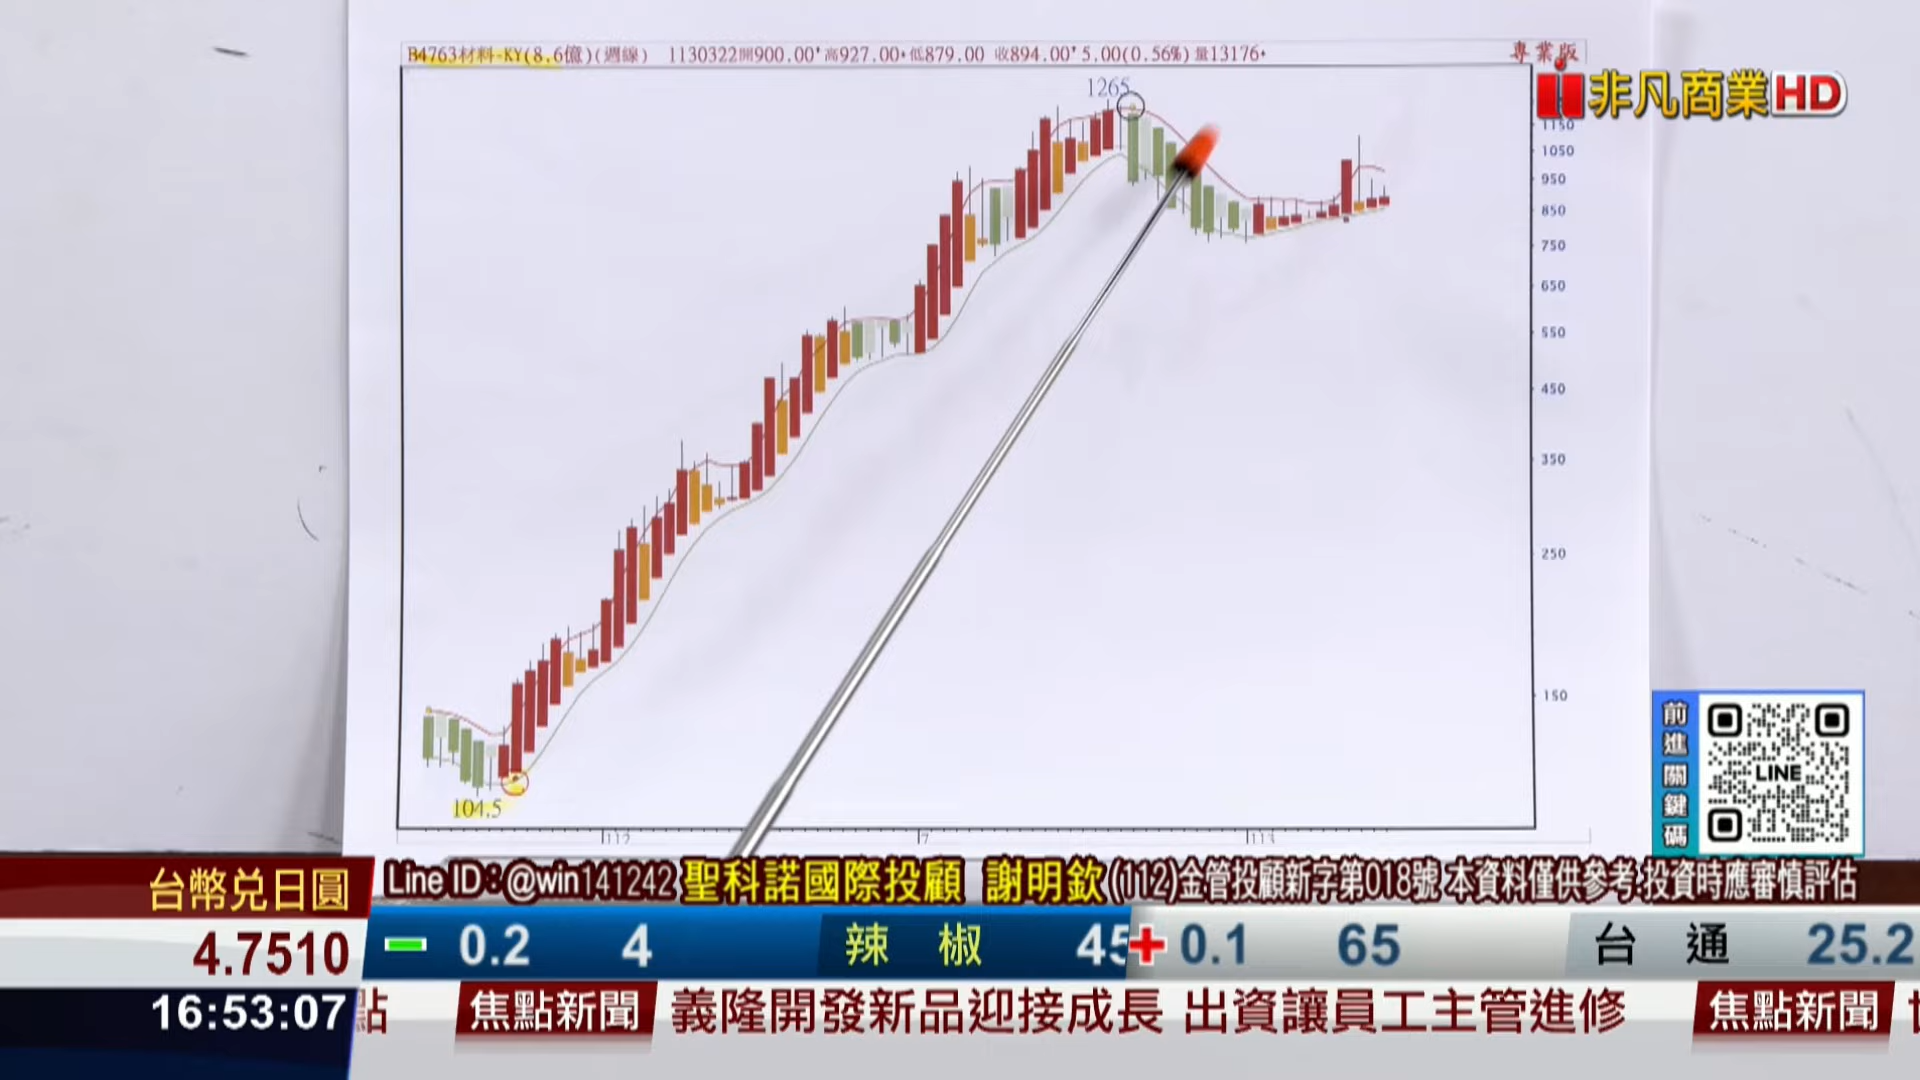 B4763材料-KY(8.6億)(週線) 1130322開900.00 高927.00 低879.00 收894.00 5.00(0.56%)量13176
專業版
非凡商業HD
1265
1150
1050
950
850
750
650
550
450
350
250
150
104.5
112
7
113
前進關鍵碼
LINE
台幣兌日圓
Line ID:@win141242 聖科諾國際投顧 謝明欽 (112)金管投顧新字第018號 本資料僅供參考‧投資時應審慎評估
4.7510
0.2 4 辣椒 45 0.1 65 台通 25.2
16:53:07
點 焦點新聞 義隆開發新品迎接成長 出資讓員工主管進修 焦點新聞